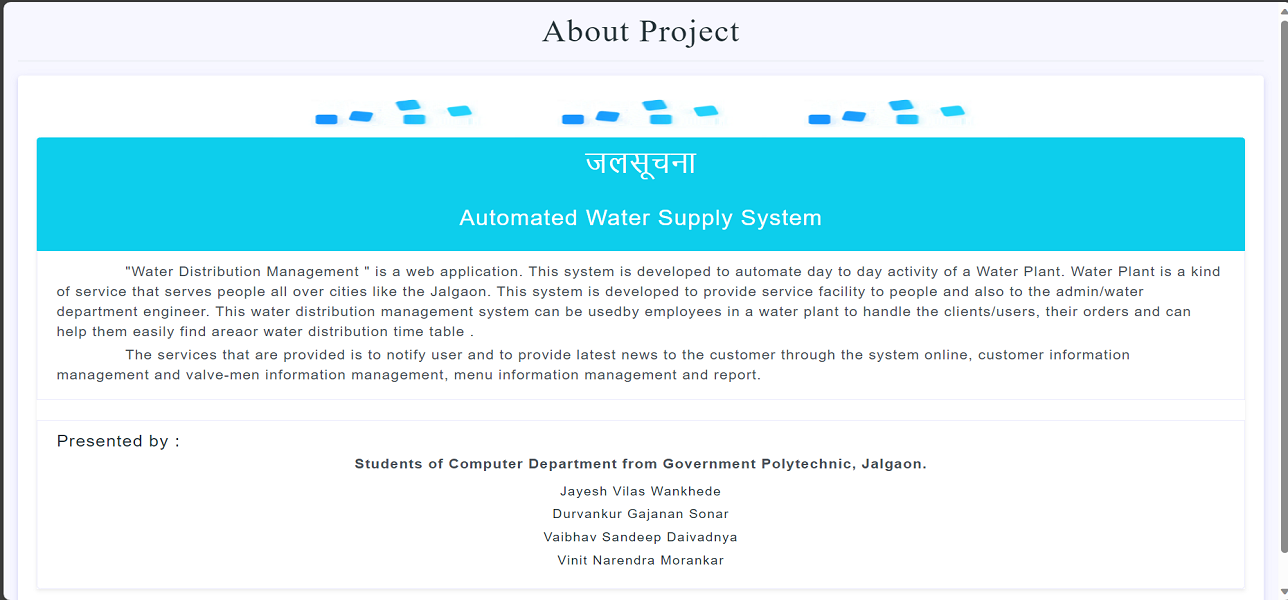 About Project
जलसूचना
Automated Water Supply System
"Water Distribution Management " is a web application. This system is developed to automate day to day activity of a Water Plant. Water Plant is a kind
of service that serves people all over cities like the Jalgaon. This system is developed to provide service facility to people and also to the admin/water
department engineer. This water distribution management system can be usedby employees in a water plant to handle the clients/users, their orders and can
help them easily find areaor water distribution time table .
The services that are provided is to notify user and to provide latest news to the customer through the system online, customer information
management and valve-men information management, menu information management and report.
Presented by :
Students of Computer Department from Government Polytechnic, Jalgaon.
Jayesh Vilas Wankhede
Durvankur Gajanan Sonar
Vaibhav Sandeep Daivadnya
Vinit Narendra Morankar